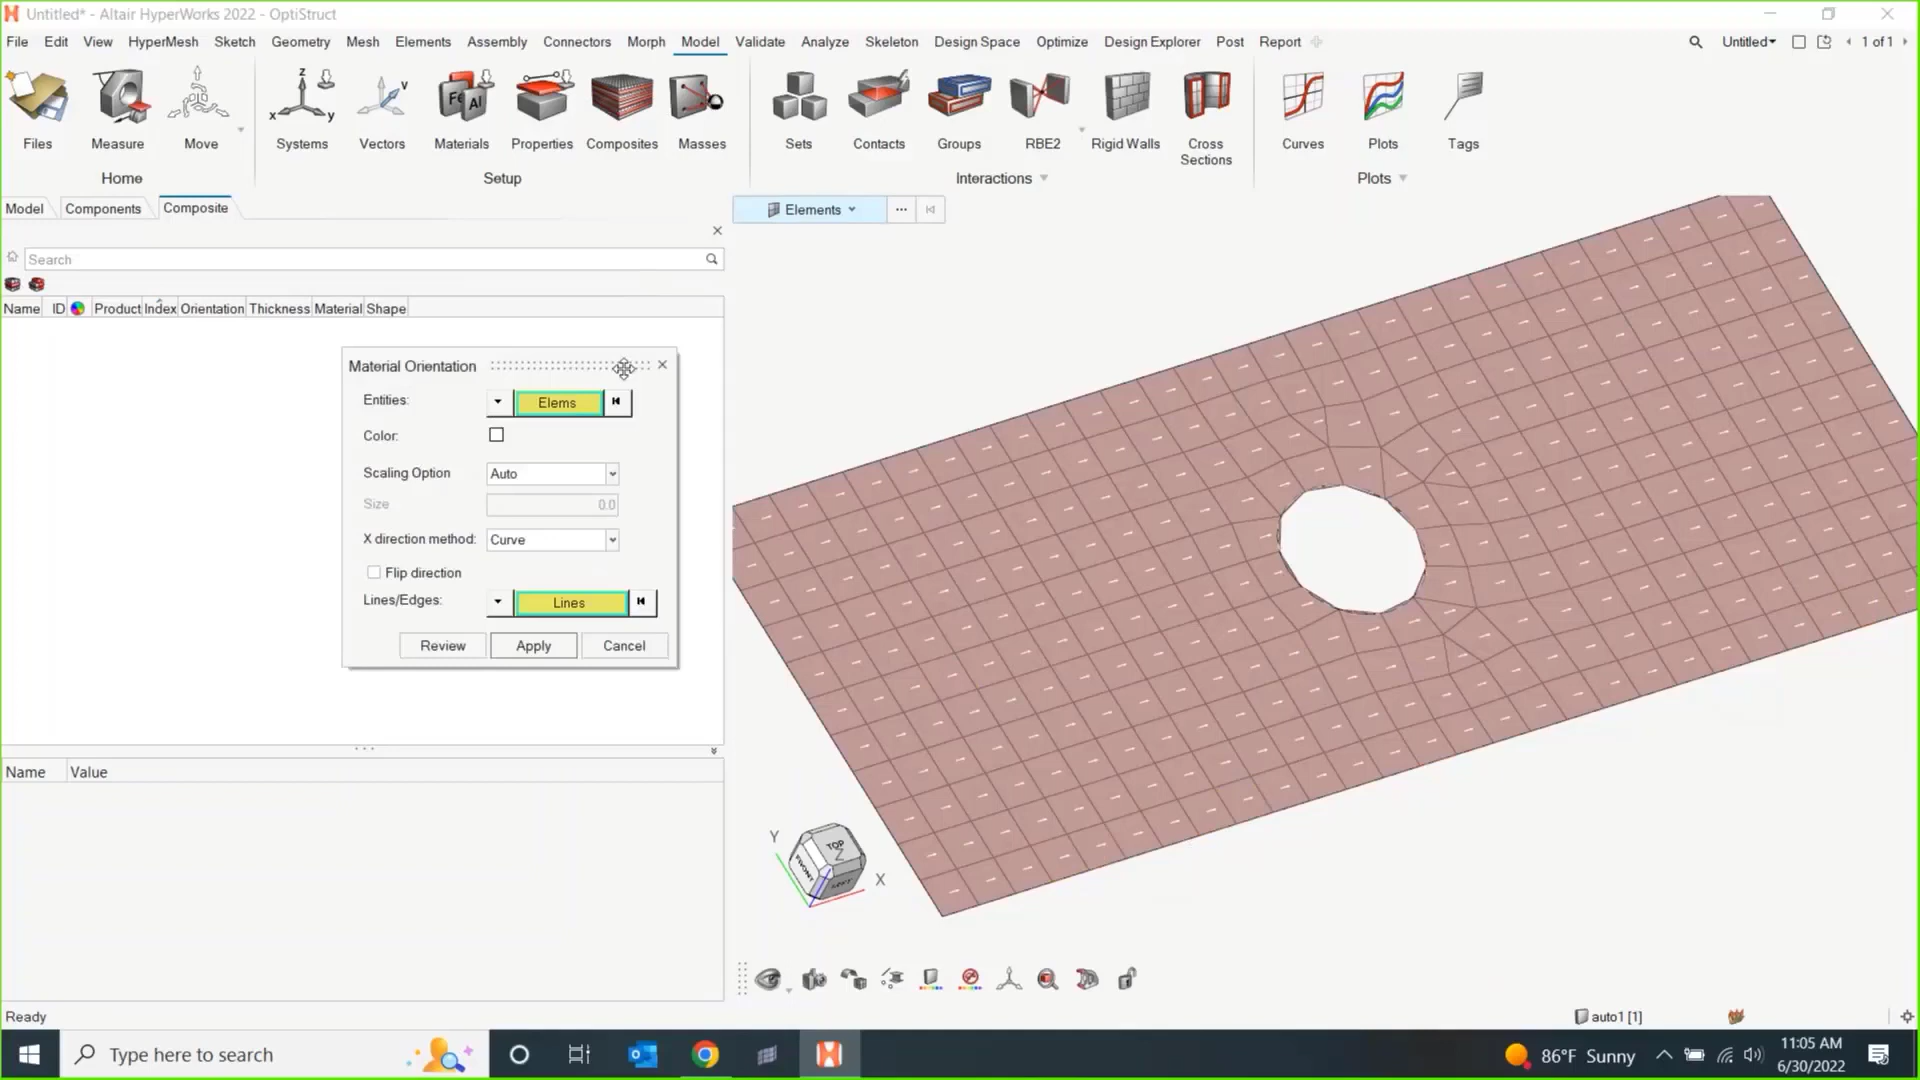 Untitled* - Altair HyperWorks 2022 - OptiStruct
File Edit View HyperMesh Sketch Geometry Mesh Elements Assembly Connectors Morph Model Validate Analyze Skeleton Design Space Optimize Design Explorer Post Report Untitled 1 of 1
z x y v Fe Al
Files Measure Move Systems Vectors Materials Properties Composites Masses Sets Contacts Groups RBE2 Rigid Walls Cross Sections Curves Plots Tags
Home Setup Interactions Plots
Model Components Composite
Elements
Search
Name ID Product Index Orientation Thickness Material Shape
Material Orientation
Entities: Elems
Color:
Scaling Option Auto
Size 0.0
X direction method: Curve
Flip direction
Lines/Edges: Lines
Review Apply Cancel
Name Value
Y TOP Z FRONT LEFT X
Ready
auto1 [1]
Type here to search
86°F Sunny
11:05 AM
6/30/2022